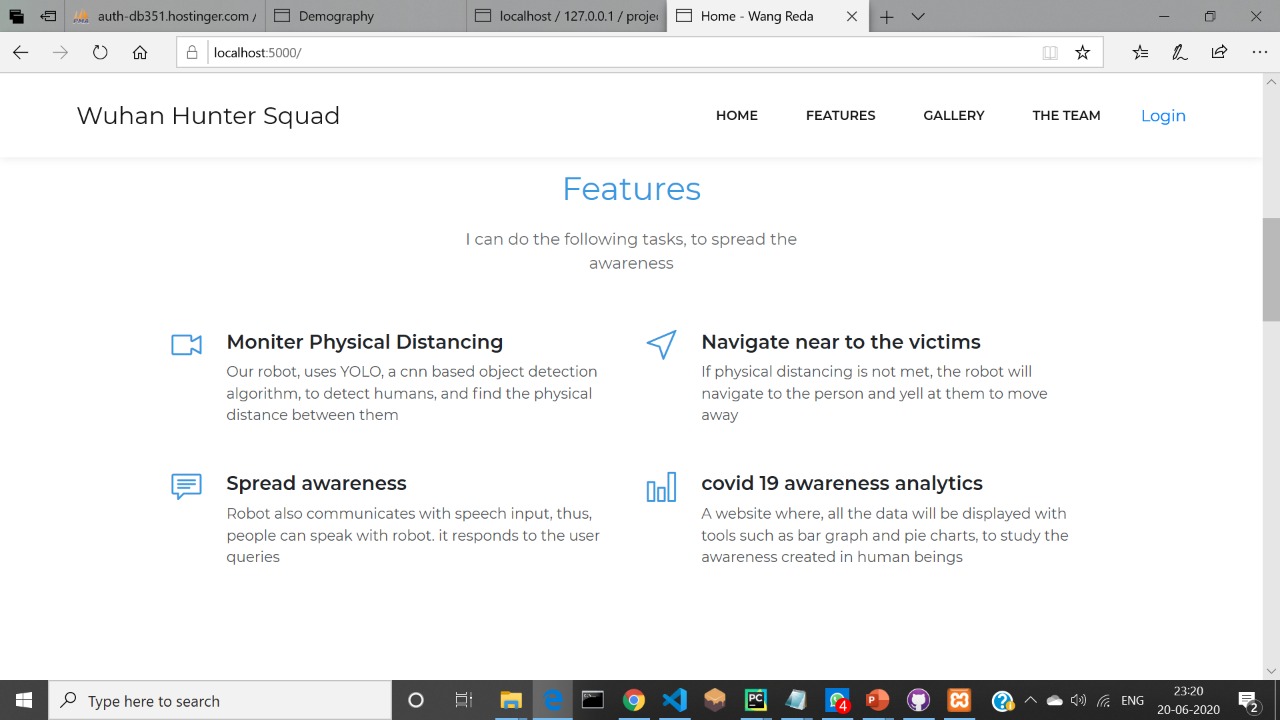 auth-db351.hostinger.com /
Demography
localhost / 127.0.0.1 / projec
Home - Wang Reda
localhost:5000/
Wuhan Hunter Squad
HOME
FEATURES
GALLERY
THE TEAM
Login
Features
I can do the following tasks, to spread the
awareness
Moniter Physical Distancing
Our robot, uses YOLO, a cnn based object detection
algorithm, to detect humans, and find the physical
distance between them
Navigate near to the victims
If physical distancing is not met, the robot will
navigate to the person and yell at them to move
away
Spread awareness
Robot also communicates with speech input, thus,
people can speak with robot. it responds to the user
queries
covid 19 awareness analytics
A website where, all the data will be displayed with
tools such as bar graph and pie charts, to study the
awareness created in human beings
Type here to search
PC
4
ENG
23:20
20-06-2020
2